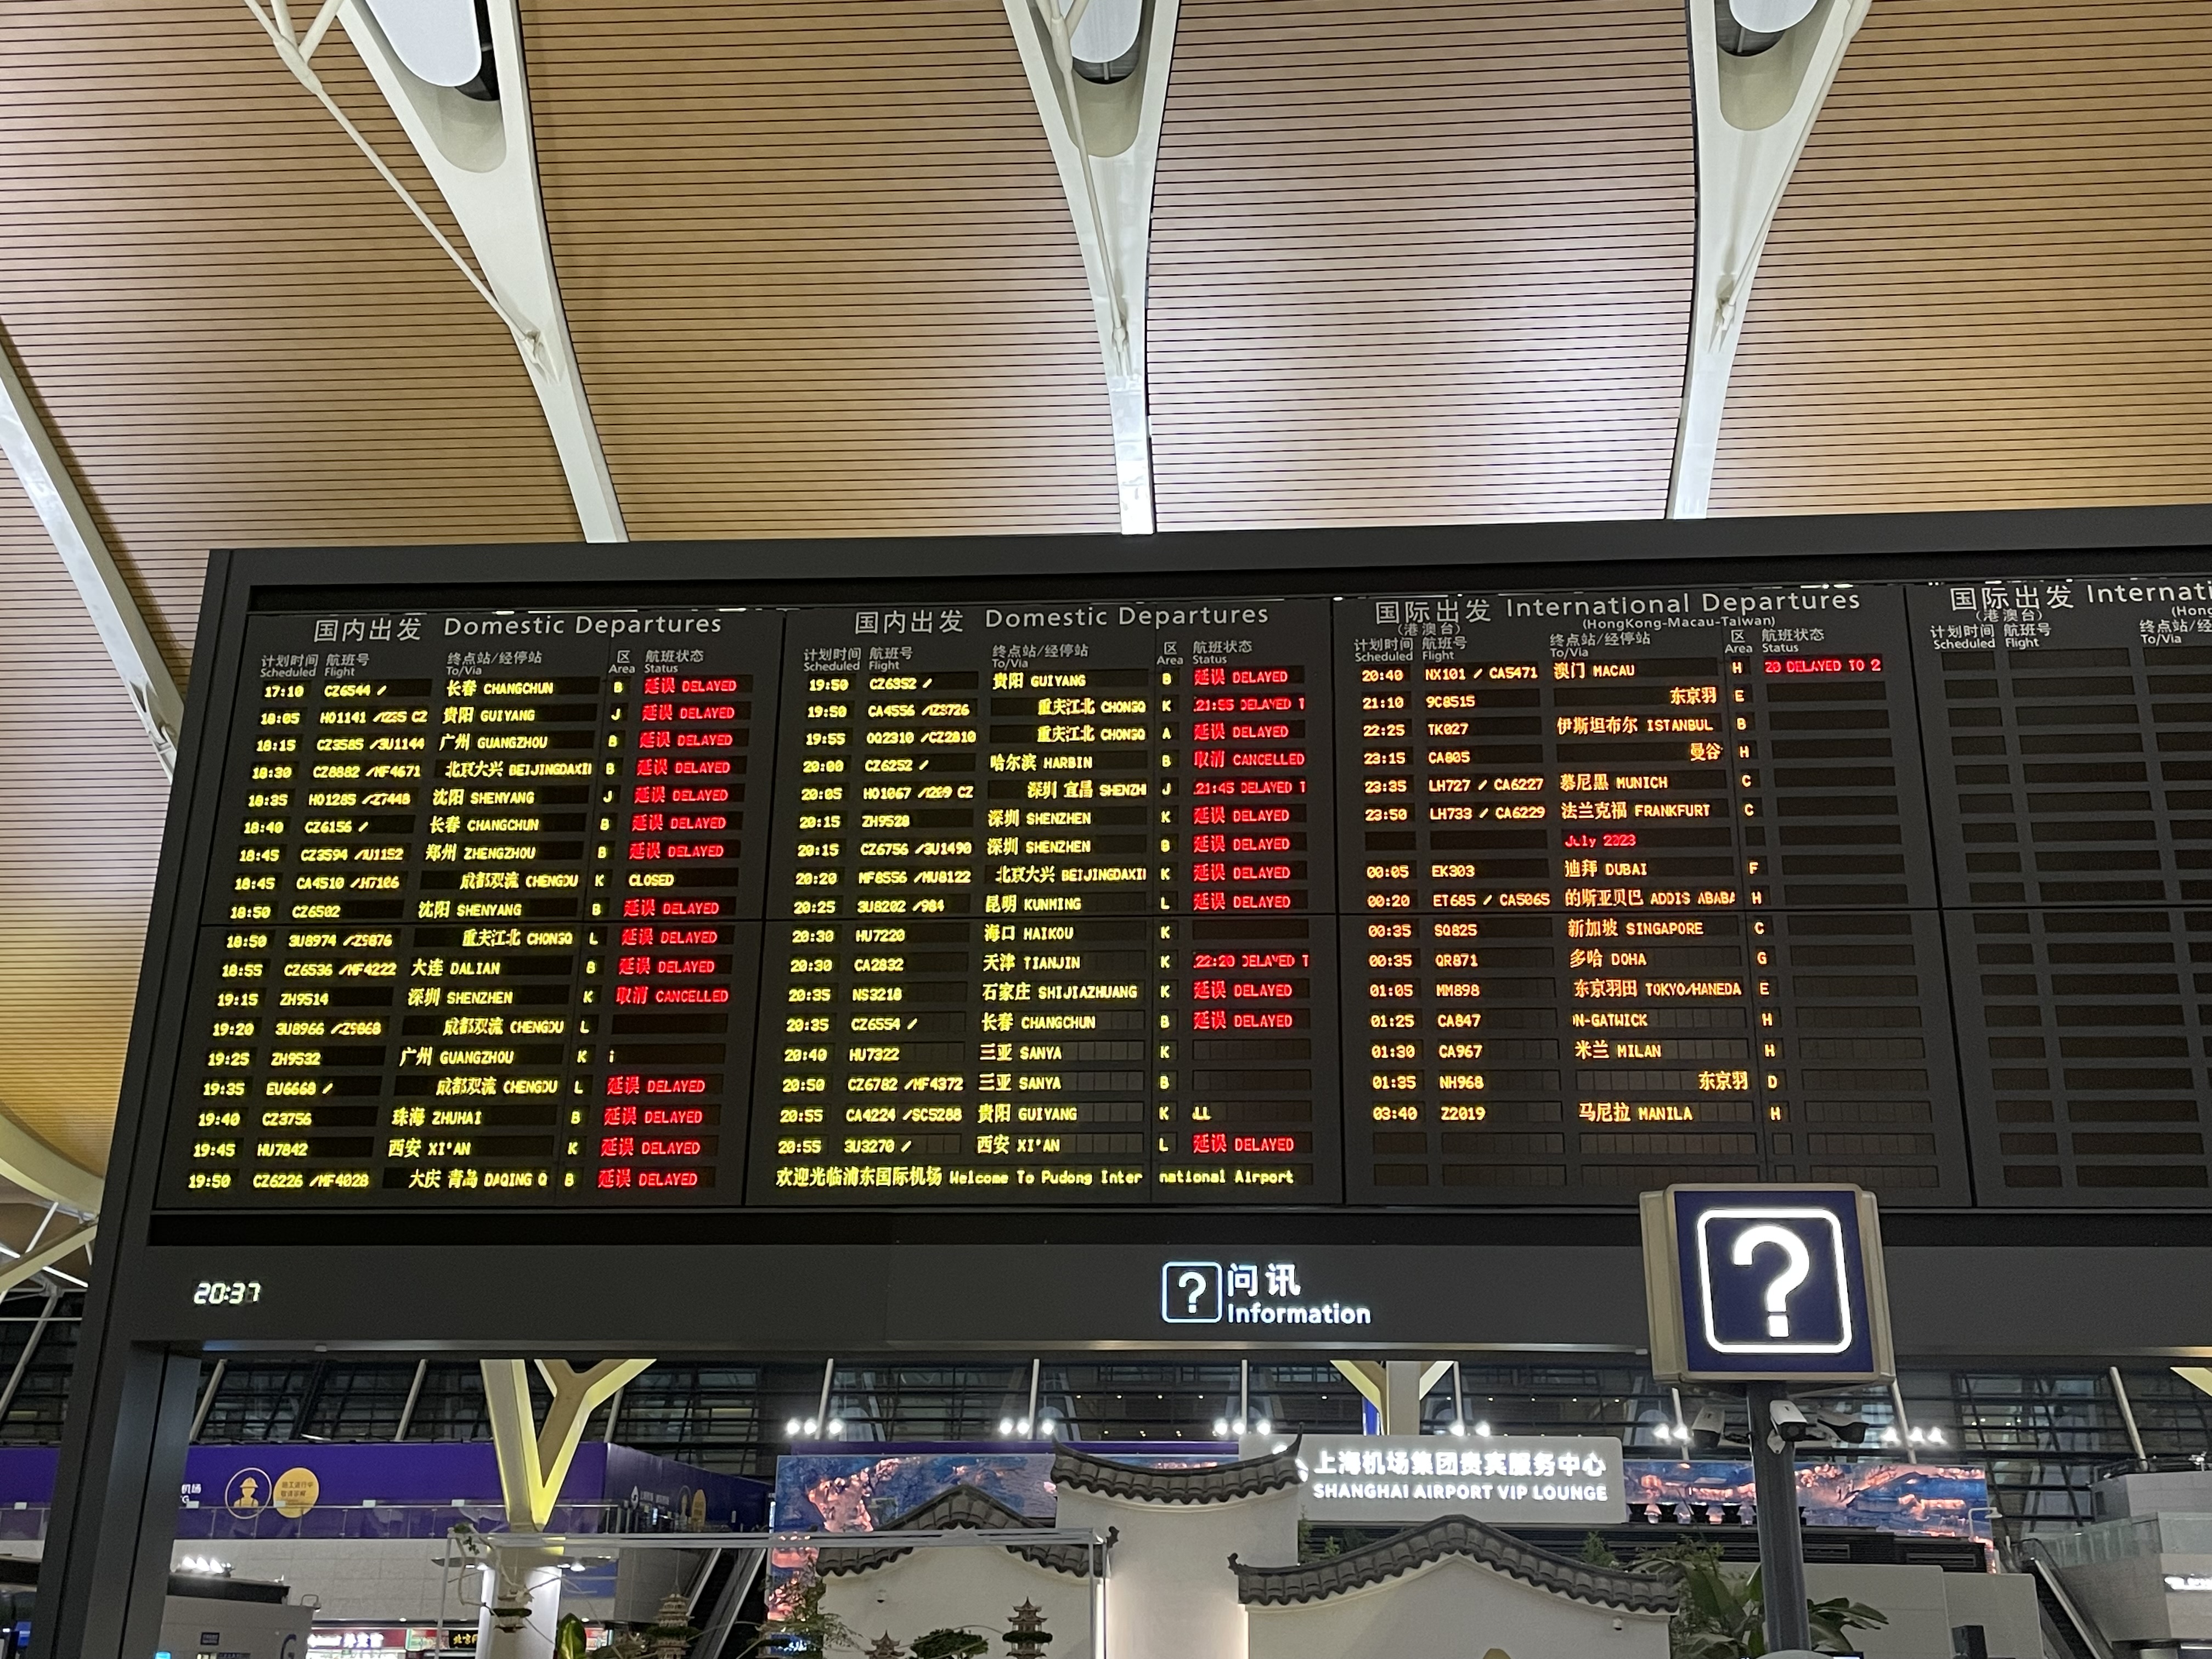 国内出发 Domestic Departures
计划时间 航班号 终点站/经停站 区 航班状态
Scheduled Flight To/Via Area Status
17:10 CZ6544 / 长春 CHANGCHUN B 延误 DELAYED
18:05 HO1141 贵阳 GUIYANG J 延误 DELAYED
18:15 CZ3585 /3U1144 广州 GUANGZHOU B 延误 DELAYED
18:30 CZ8882 /MF4671 北京大兴 BEIJINGDAXI B 延误 DELAYED
18:35 HO1285 /Z7448 沈阳 SHENYANG J 延误 DELAYED
18:40 CZ6156 / 长春 CHANGCHUN B 延误 DELAYED
18:45 CZ3594 郑州 ZHENGZHOU B 延误 DELAYED
18:45 CA4510 成都双流 CHENGDU K CLOSED
18:50 CZ6502 沈阳 SHENYANG B 延误 DELAYED
18:50 3U8974 重庆江北 CHONGQ L 延误 DELAYED
18:55 CZ6536 /MF4222 大连 DALIAN B 延误 DELAYED
19:15 ZH9514 深圳 SHENZHEN K 取消 CANCELLED
19:20 3U8966 成都双流 CHENGDU L
19:25 ZH9532 广州 GUANGZHOU K
19:35 EU6668 / 成都双流 CHENGDU L 延误 DELAYED
19:40 CZ3756 珠海 ZHUHAI B 延误 DELAYED
19:45 HU7842 西安 XI'AN K 延误 DELAYED
19:50 CZ6226 /MF4028 大庆 青岛 DAQING Q B 延误 DELAYED
国内出发 Domestic Departures
计划时间 航班号 终点站/经停站 区 航班状态
Scheduled Flight To/Via Area Status
19:50 CZ6352 / 贵阳 GUIYANG B 延误 DELAYED
19:50 CA4556 /ZH3726 重庆江北 CHONGQ K 21:55 DELAYED T
19:55 OQ2310 /CZ2810 重庆江北 CHONGQ A 延误 DELAYED
20:00 CZ6252 / 哈尔滨 HARBIN B 取消 CANCELLED
20:05 HO1067 深圳 宜昌 SHENZH J 21:45 DELAYED T
20:15 ZH9528 深圳 SHENZHEN K 延误 DELAYED
20:15 CZ6756 /3U1490 深圳 SHENZHEN B 延误 DELAYED
20:20 MF8556 /MU8122 北京大兴 BEIJINGDAXI K 延误 DELAYED
20:25 3U8202 /984 昆明 KUNMING L 延误 DELAYED
20:30 HU7220 海口 HAIKOU K
20:30 CA2832 天津 TIANJIN K 22:20 DELAYED T
20:35 NS3218 石家庄 SHIJIAZHUANG K 延误 DELAYED
20:35 CZ6554 / 长春 CHANGCHUN B 延误 DELAYED
20:40 HU7322 三亚 SANYA K
20:50 CZ6782 /MF4372 三亚 SANYA B
20:55 CA4224 /SC5288 贵阳 GUIYANG K LL
20:55 3U3270 / 西安 XI'AN L 延误 DELAYED
欢迎光临浦东国际机场 Welcome To Pudong International Airport
国际出发 International Departures
(港澳台) (HongKong-Macau-Taiwan)
计划时间 航班号 终点站/经停站 区 航班状态
Scheduled Flight To/Via Area Status
20:40 NX101 / CA5471 澳门 MACAU H 20 DELAYED TO 2
21:10 9C8515 东京羽 E
22:25 TK027 伊斯坦布尔 ISTANBUL B
23:15 CA805 曼谷 H
23:35 LH727 / CA6227 慕尼黑 MUNICH C
23:50 LH733 / CA6229 法兰克福 FRANKFURT C
July 2023
00:05 EK303 迪拜 DUBAI F
00:20 ET685 / CA5065 的斯亚贝巴 ADDIS ABABA H
00:35 SQ825 新加坡 SINGAPORE C
00:35 QR871 多哈 DOHA G
01:05 MM898 东京羽田 TOKYO/HANEDA E
01:25 CA847 N-GATWICK H
01:30 CA967 米兰 MILAN H
01:35 NH968 东京羽 D
03:40 Z2019 马尼拉 MANILA H
国际出发 Internati
(港澳台) (Hong
计划时间 航班号 终点站/经
Scheduled Flight To/Via
20:37
? 问讯
Information
?
上海机场集团贵宾服务中心
SHANGHAI AIRPORT VIP LOUNGE
机场